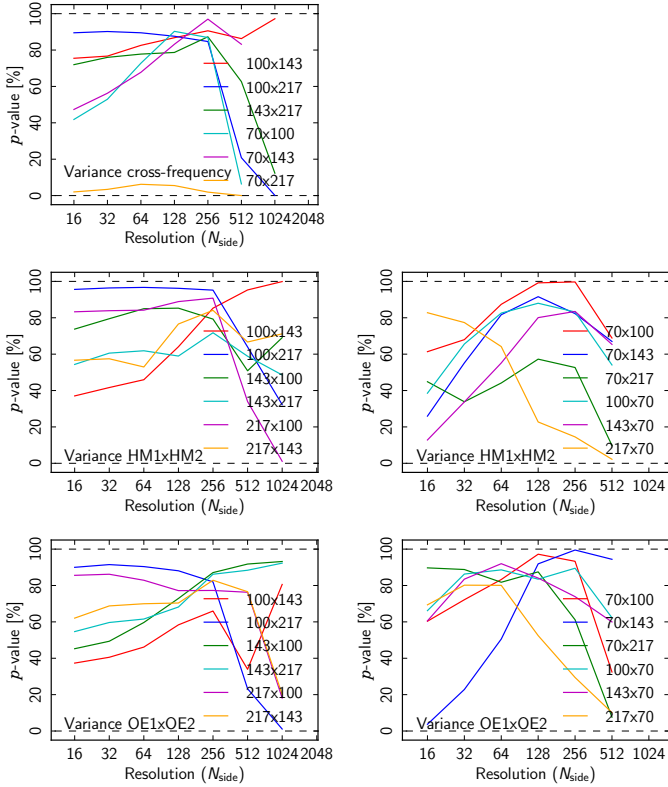 100
80
60
40
20
0
p-value [%]
100x143
100x217
143x217
70x100
70x143
70x217
Variance cross-frequency
16 32 64 128 256 512 1024 2048
Resolution (Nside)
100
80
60
40
20
0
p-value [%]
100x143
100x217
143x100
143x217
217x100
217x143
Variance HM1xHM2
16 32 64 128 256 512 1024 2048
Resolution (Nside)
100
80
60
40
20
0
p-value [%]
70x100
70x143
70x217
100x70
143x70
217x70
Variance HM1xHM2
16 32 64 128 256 512 1024
Resolution (Nside)
100
80
60
40
20
0
p-value [%]
100x143
100x217
143x100
143x217
217x100
217x143
Variance OE1xOE2
16 32 64 128 256 512 1024 2048
Resolution (Nside)
100
80
60
40
20
0
p-value [%]
70x100
70x143
70x217
100x70
143x70
217x70
Variance OE1xOE2
16 32 64 128 256 512 1024
Resolution (Nside)